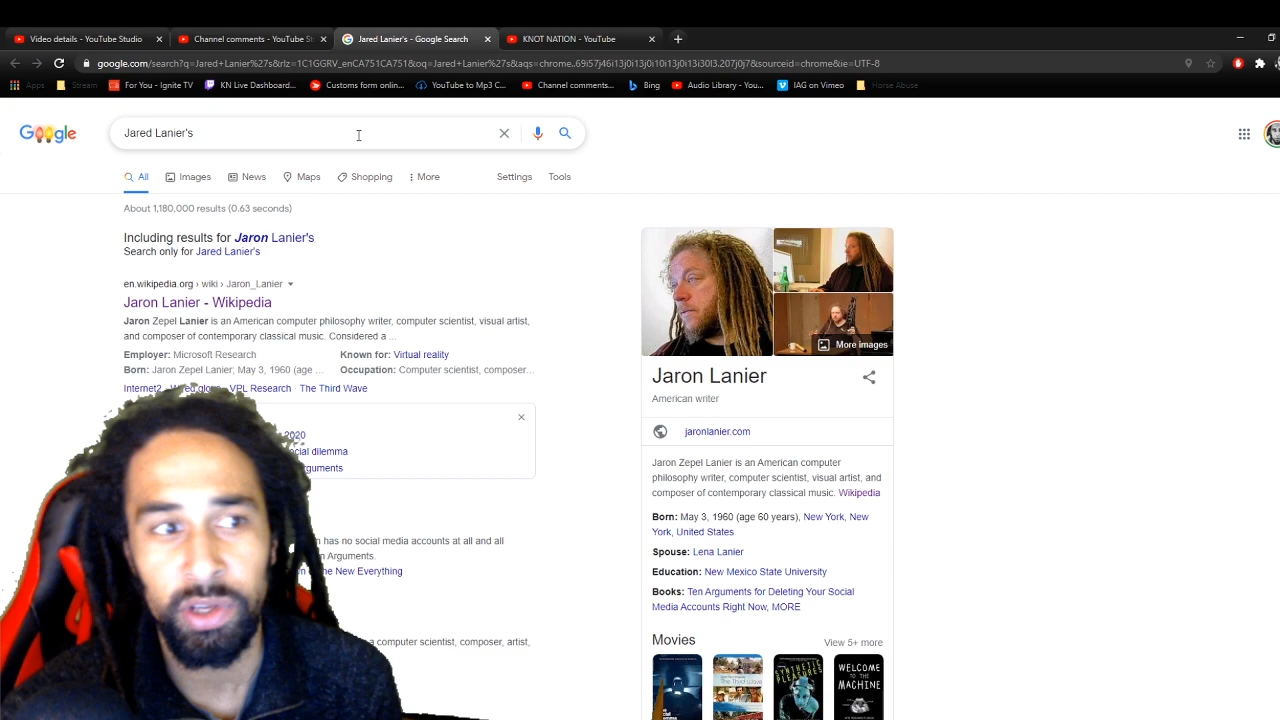 Video details - YouTube Studio
Channel comments - YouTube S
Jared Lanier's - Google Search
KNOT NATION - YouTube
google.com/search?q=Jared+Lanier%27s&rlz=1C1GGRV_enCA751CA751&oq=Jared+Lanier%27s&aqs=chrome..69i57j46i13j0i13j0i10i13j0i13i30l3.207j0j7&sourceid=chrome&ie=UTF-8
Apps Stream For You - Ignite TV KN Live Dashboard... Customs form onlin... YouTube to Mp3 C... Channel comments... Bing Audio Library - You... IAG on Vimeo Horse Abuse
Google
Jared Lanier's
All Images News Maps Shopping More Settings Tools
About 1,180,000 results (0.63 seconds)
Including results for Jaron Lanier's
Search only for Jared Lanier's
en.wikipedia.org › wiki › Jaron_Lanier
Jaron Lanier - Wikipedia
Jaron Zepel Lanier is an American computer philosophy writer, computer scientist, visual artist,
and composer of contemporary classical music. Considered a ...
Employer: Microsoft Research Known for: Virtual reality
Born: Jaron Zepel Lanier; May 3, 1960 (age ... Occupation: Computer scientist, composer...
Internet2 Wired glove VPL Research The Third Wave
2020
cial dilemma
rguments
n has no social media accounts at all and all
n Arguments.
the New Everything
a computer scientist, composer, artist,
More images
Jaron Lanier
American writer
jaronlanier.com
Jaron Zepel Lanier is an American computer
philosophy writer, computer scientist, visual artist, and
composer of contemporary classical music. Wikipedia
Born: May 3, 1960 (age 60 years), New York, New
York, United States
Spouse: Lena Lanier
Education: New Mexico State University
Books: Ten Arguments for Deleting Your Social
Media Accounts Right Now, MORE
Movies View 5+ more
The Third Wave
SYNTHETIC
PLEASURES
WELCOME
TO THE
MACHINE